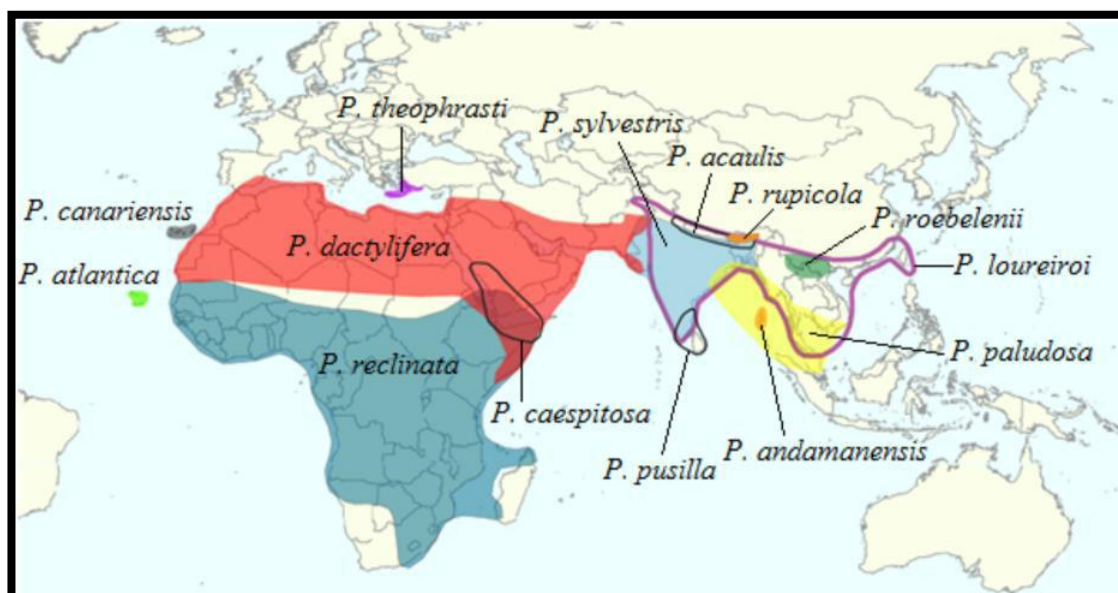 P. theophrasti
P. sylvestris
P. acaulis
P. rupicola
P. canariensis
P. roebelenii
P. dactylifera
P. loureiroi
P. atlantica
P. reclinata
P. paludosa
P. caespitosa
P. andamanensis
P. pusilla